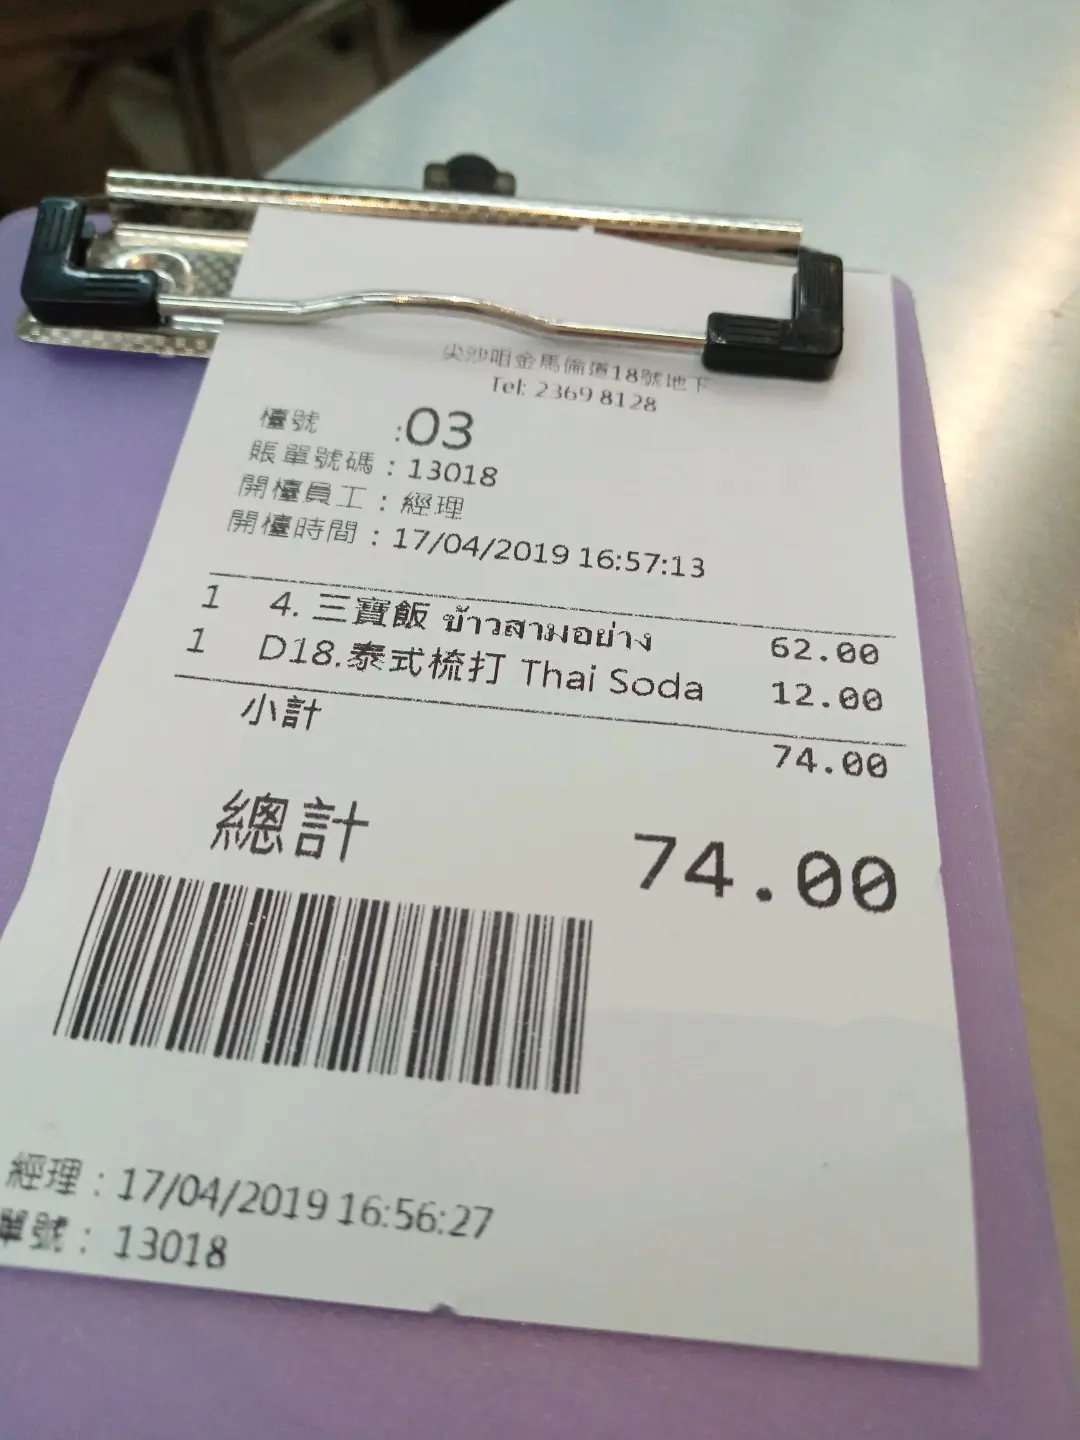 尖沙咀金馬倫道18號地下
Tel: 2369 8128
檯號 :03
賬單號碼 : 13018
開檯員工 : 經理
開檯時間 : 17/04/2019 16:57:13
1 4. 三寶飯 ข้าวสามอย่าง 62.00
1 D18.泰式梳打 Thai Soda 12.00
小計 74.00
總計 74.00
經理 : 17/04/2019 16:56:27
單號 : 13018